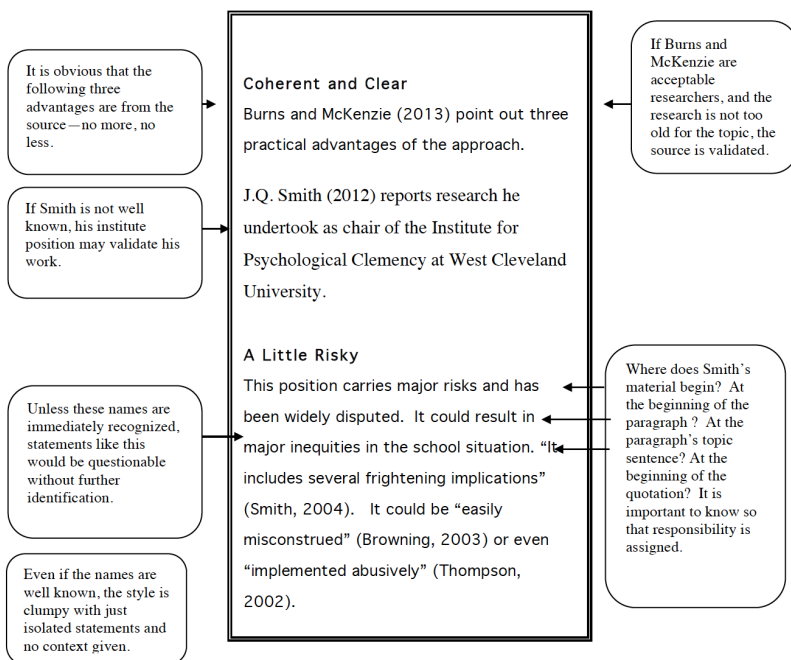 It is obvious that the
following three
advantages are from the
source—no more, no
less.
If Smith is not well
known, his institute
position may validate his
work.
Unless these names are
immediately recognized,
statements like this
would be questionable
without further
identification.
Even if the names are
well known, the style is
clumpy with just
isolated statements and
no context given.
Coherent and Clear
Burns and McKenzie (2013) point out three
practical advantages of the approach.
J.Q. Smith (2012) reports research he
undertook as chair of the Institute for
Psychological Clemency at West Cleveland
University.
A Little Risky
This position carries major risks and has
been widely disputed.  It could result in
major inequities in the school situation. “It
includes several frightening implications”
(Smith, 2004).   It could be “easily
misconstrued” (Browning, 2003) or even
“implemented abusively” (Thompson,
2002).
If Burns and
McKenzie are
acceptable
researchers, and the
research is not too
old for the topic, the
source is validated.
Where does Smith’s
material begin?  At
the beginning of the
paragraph ?  At the
paragraph’s topic
sentence? At the
beginning of the
quotation?  It is
important to know so
that responsibility is
assigned.